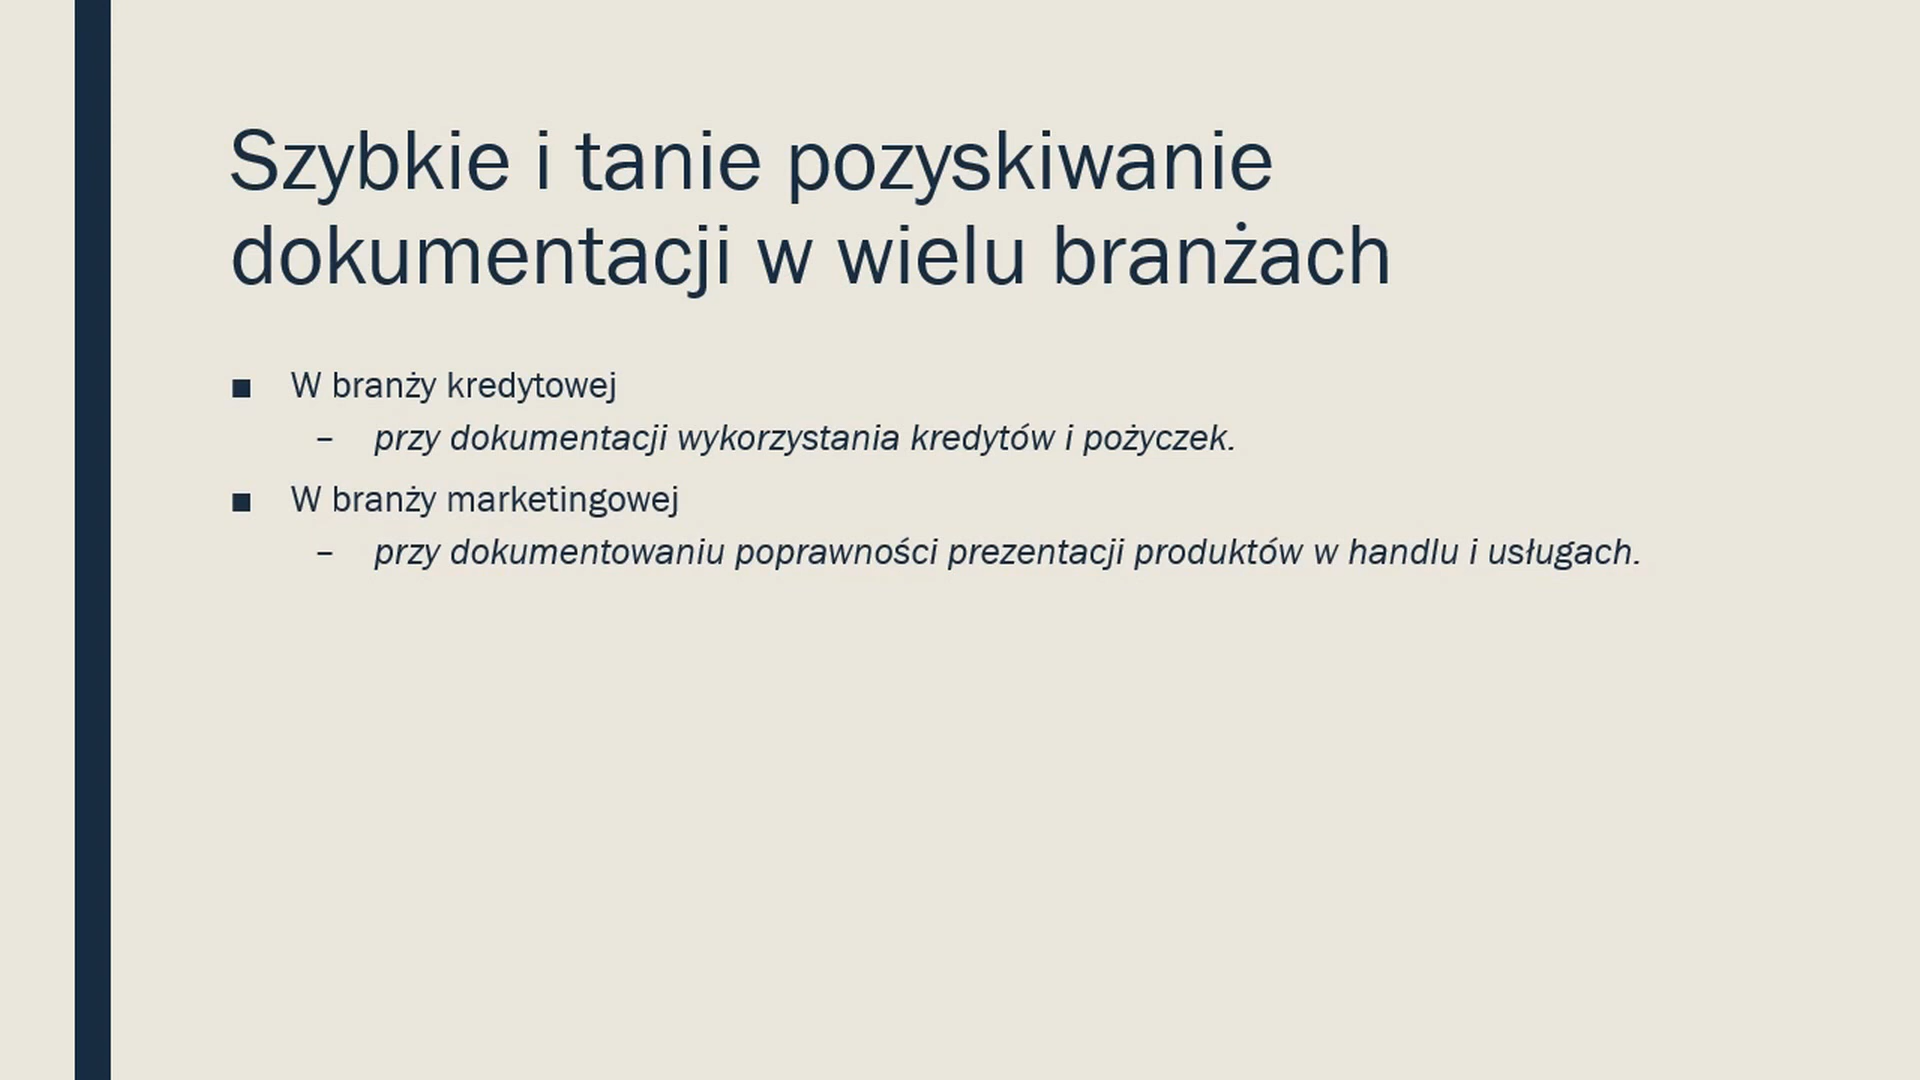 Szybkie i tanie pozyskiwanie
dokumentacji w wielu branżach
■ W branży kredytowej
– przy dokumentacji wykorzystania kredytów i pożyczek.
■ W branży marketingowej
– przy dokumentowaniu poprawności prezentacji produktów w handlu i usługach.